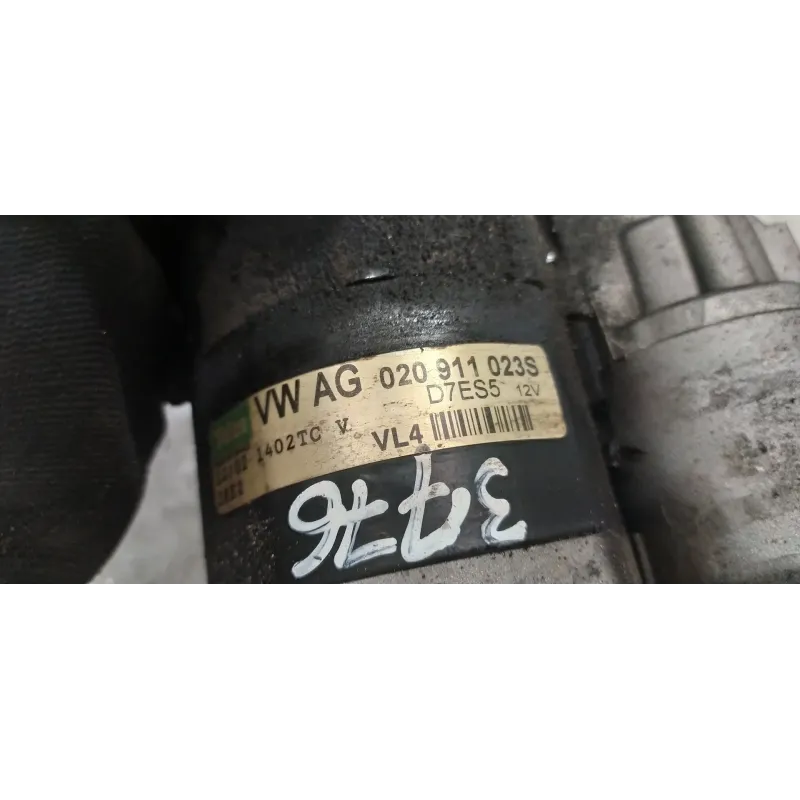 VW AG 020 911 023S
D7ES5 12V
1402TC V VL4
3776